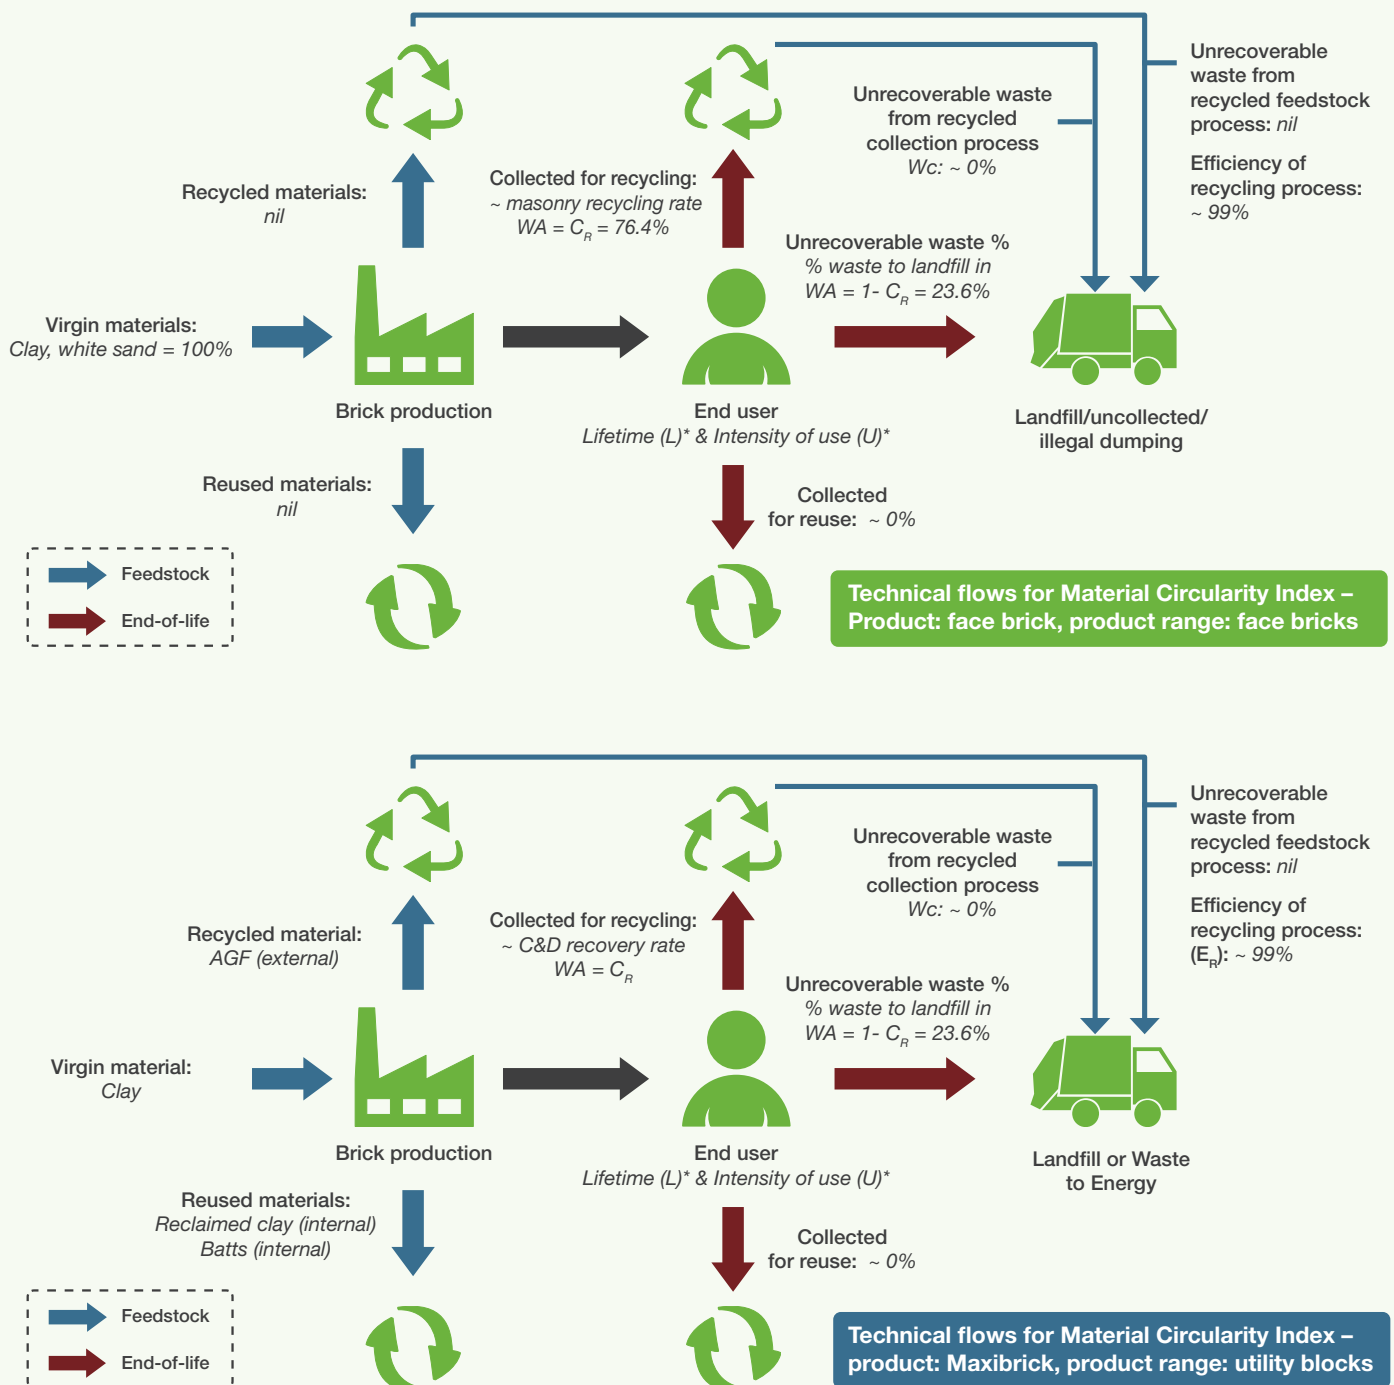 Unrecoverable
waste from
recycled feedstock
process: nil
Efficiency of
recycling process:
~ 99%
Unrecoverable waste
from recycled
collection process
Wc: ~ 0%
Recycled materials:
nil
Collected for recycling:
~ masonry recycling rate
WA = C_R = 76.4%
Unrecoverable waste %
% waste to landfill in
WA = 1- C_R = 23.6%
Virgin materials:
Clay, white sand = 100%
Brick production
End user
Lifetime (L)* & Intensity of use (U)*
Landfill/uncollected/
illegal dumping
Reused materials:
nil
Collected
for reuse: ~ 0%
Feedstock
End-of-life
Technical flows for Material Circularity Index –
Product: face brick, product range: face bricks
Unrecoverable
waste from
recycled feedstock
process: nil
Efficiency of
recycling process:
(E_R): ~ 99%
Unrecoverable waste
from recycled
collection process
Wc: ~ 0%
Recycled material:
AGF (external)
Collected for recycling:
~ C&D recovery rate
WA = C_R
Unrecoverable waste %
% waste to landfill in
WA = 1- C_R = 23.6%
Virgin material:
Clay
Brick production
End user
Lifetime (L)* & Intensity of use (U)*
Landfill or Waste
to Energy
Reused materials:
Reclaimed clay (internal)
Batts (internal)
Collected
for reuse: ~ 0%
Feedstock
End-of-life
Technical flows for Material Circularity Index –
product: Maxibrick, product range: utility blocks